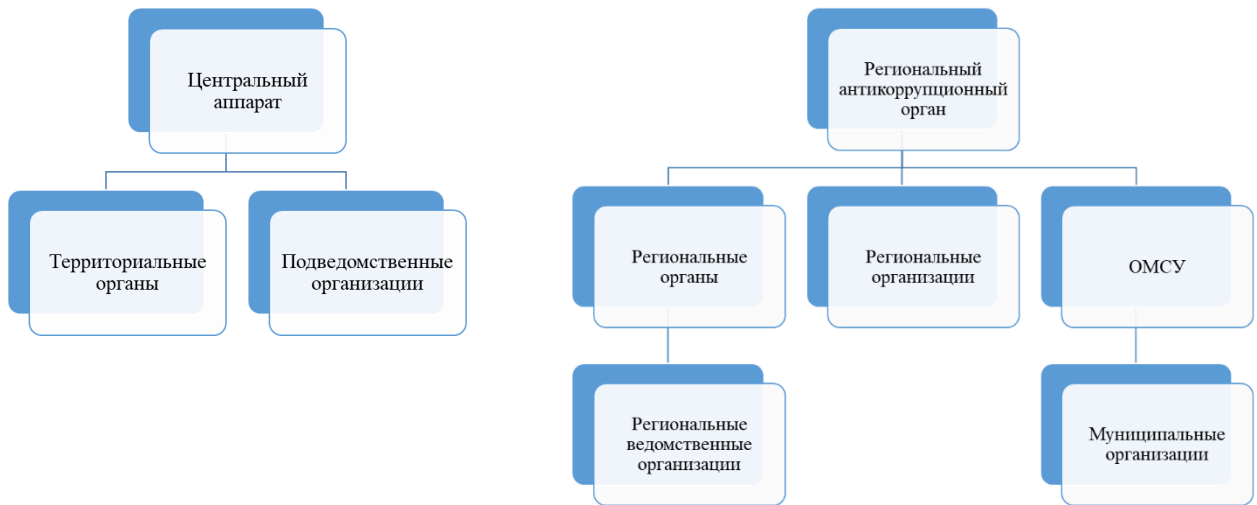 Центральный
аппарат
Территориальные
органы
Подведомственные
организации
Региональный
антикоррупционный
орган
Региональные
органы
Региональные
организации
ОМСУ
Региональные
ведомственные
организации
Муниципальные
организации